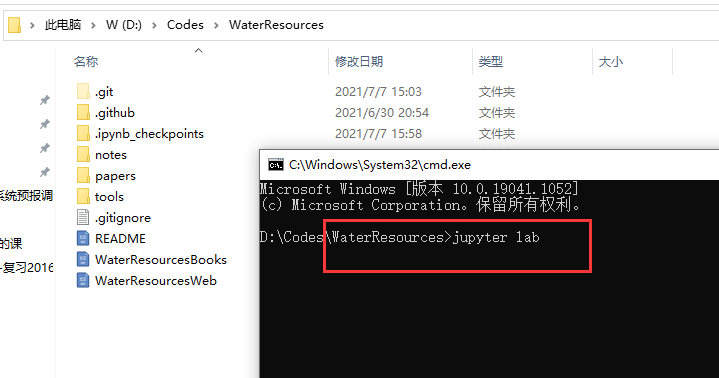 此电脑 > W (D:) > Codes > WaterResources
名称 修改日期 类型 大小
.git 2021/7/7 15:03 文件夹
.github 2021/6/30 20:54 文件夹
.ipynb_checkpoints 2021/7/7 15:58 文件夹
notes
papers
系统预报调 tools
.gitignore
的课 README
-复习2016 WaterResourcesBooks
WaterResourcesWeb
C:\Windows\System32\cmd.exe
Microsoft Windows [版本 10.0.19041.1052]
(c) Microsoft Corporation。保留所有权利。
D:\Codes\WaterResources>jupyter lab